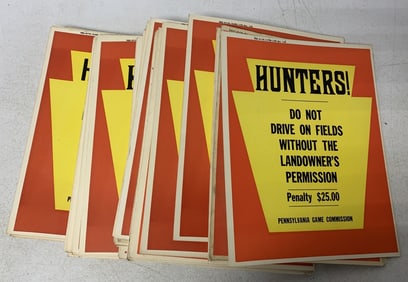 HUNTERS!
DO NOT
DRIVE ON FIELDS
WITHOUT THE
LANDOWNER'S
PERMISSION
Penalty $25.00
PENNSYLVANIA GAME COMMISSION